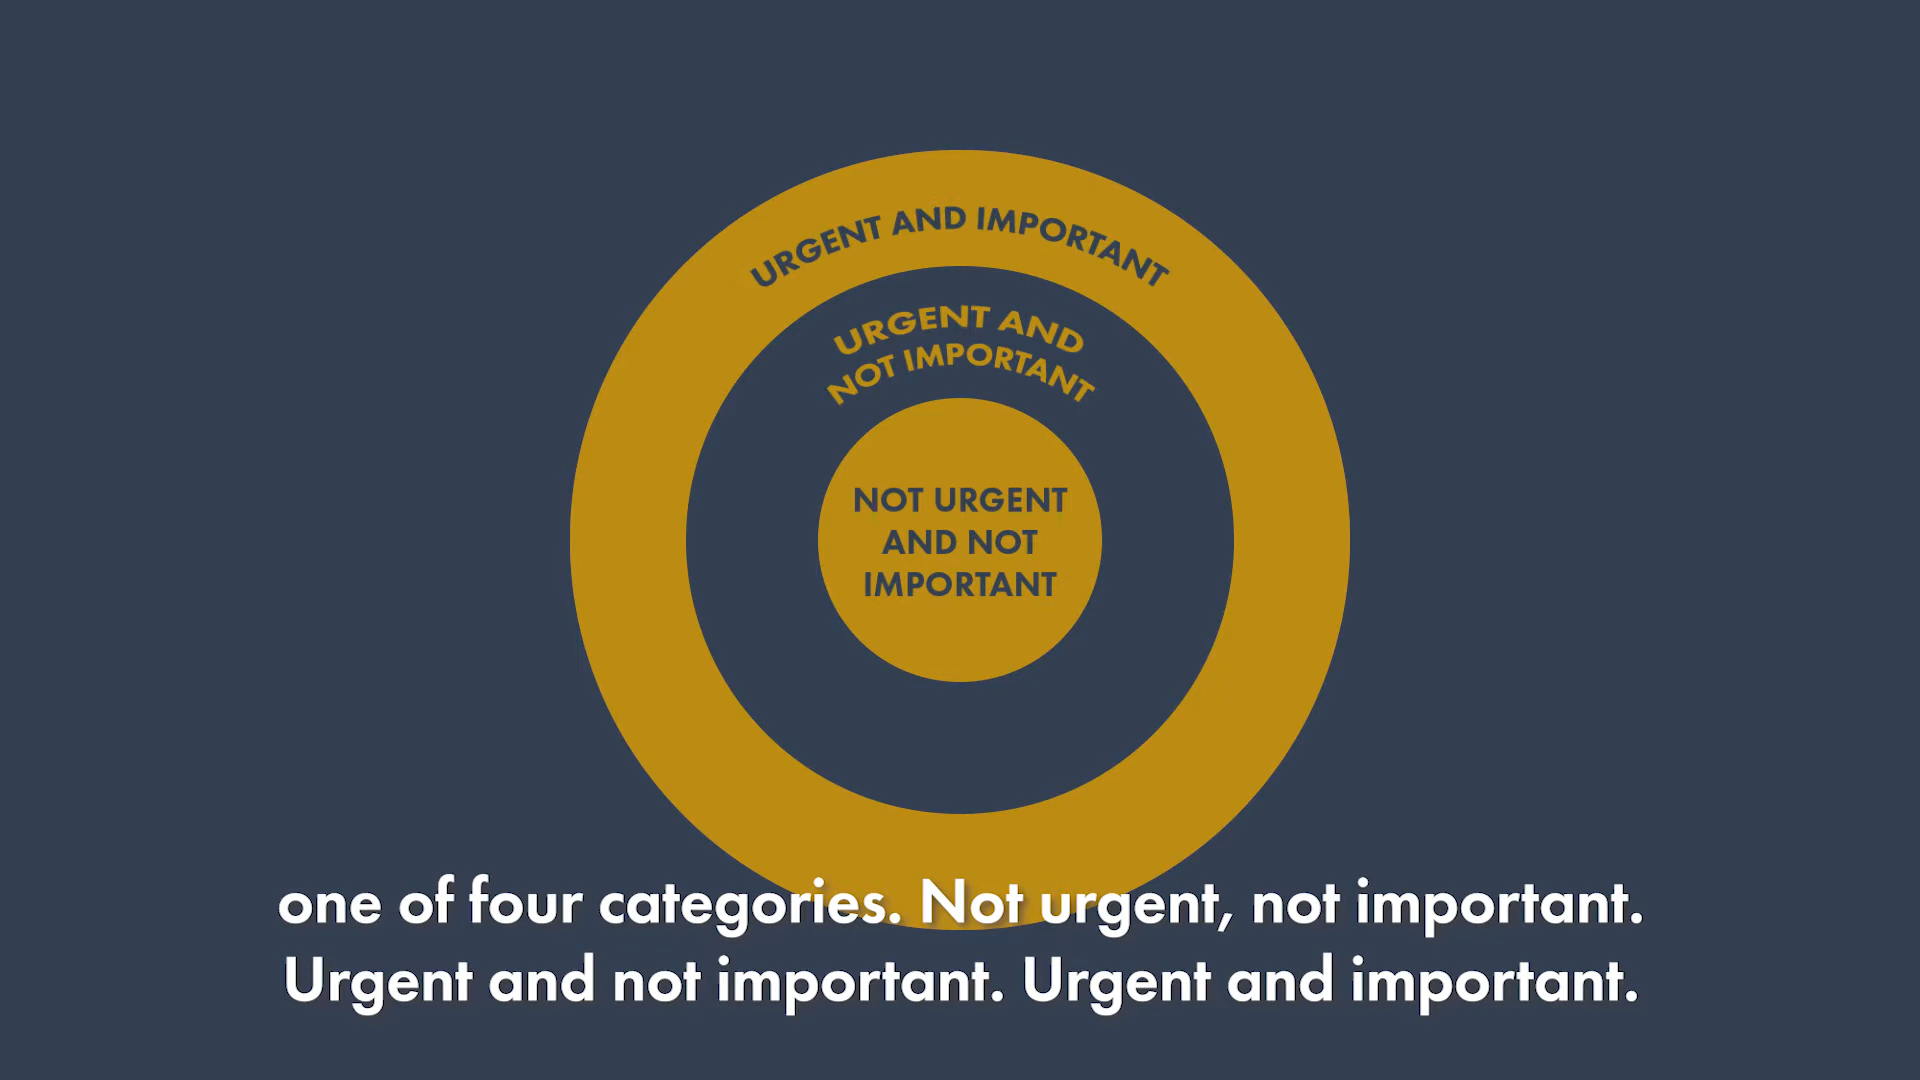 URGENT AND IMPORTANT
URGENT AND
NOT IMPORTANT
NOT URGENT
AND NOT
IMPORTANT
one of four categories. Not urgent, not important.
Urgent and not important. Urgent and important.